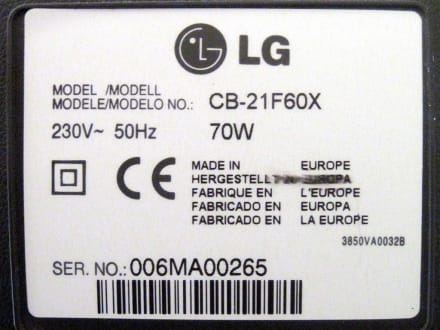 LG
MODEL /MODELL
MODELE/MODELO NO.: CB-21F60X
230V~ 50Hz 70W
CE
MADE IN EUROPE
HERGESTELLT IN EUROPA
FABRIQUE EN L'EUROPE
FABRICADO EN EUROPA
FABRICADO EN LA EUROPE
3850VA0032B
SER. NO.: 006MA00265